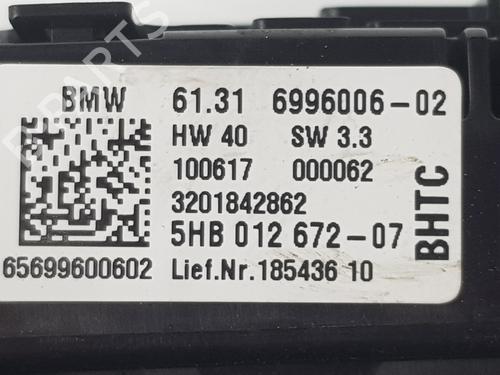 BMW 61.31 6996006-02
HW 40 SW 3.3
100617 000062
3201842862
5HB 012 672-07
65699600602 Lief.Nr.185436 10
BHTC